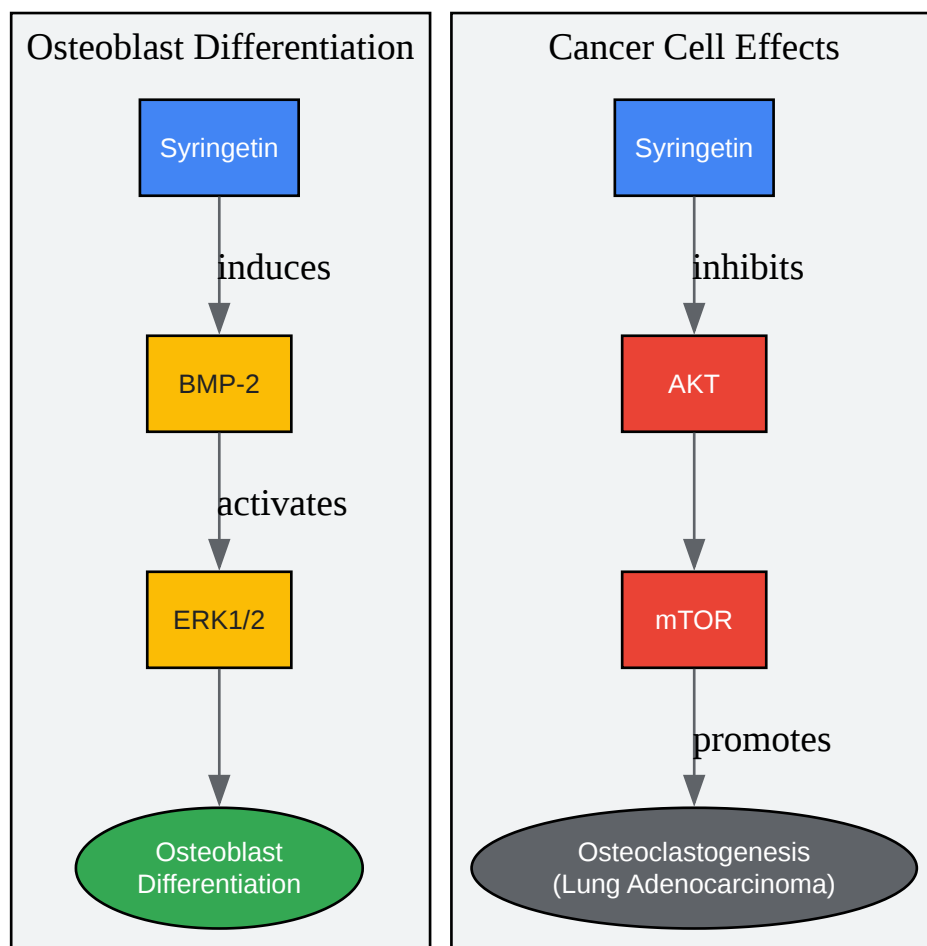 Osteoblast Differentiation
Syringetin
induces
BMP-2
activates
ERK1/2
Osteoblast
Differentiation
Cancer Cell Effects
Syringetin
inhibits
AKT
mTOR
promotes
Osteoclastogenesis
(Lung Adenocarcinoma)